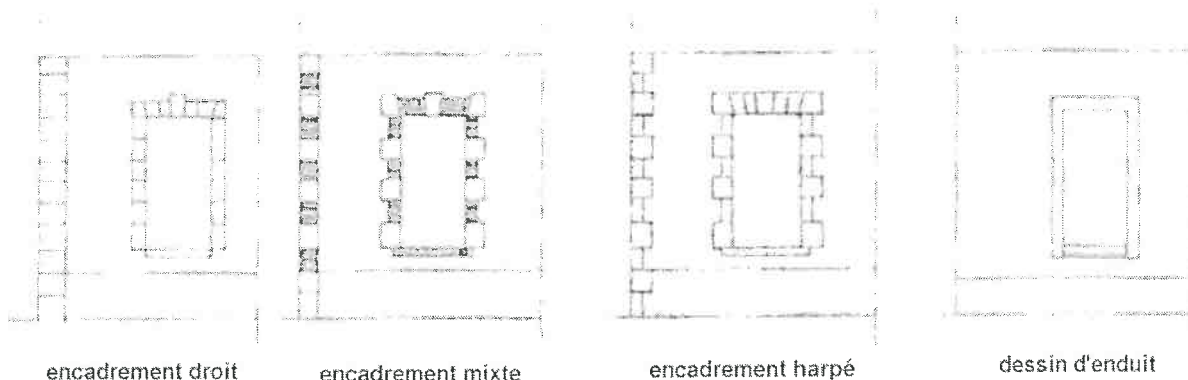 encadrement droit
encadrement mixte
encadrement harpé
dessin d'enduit